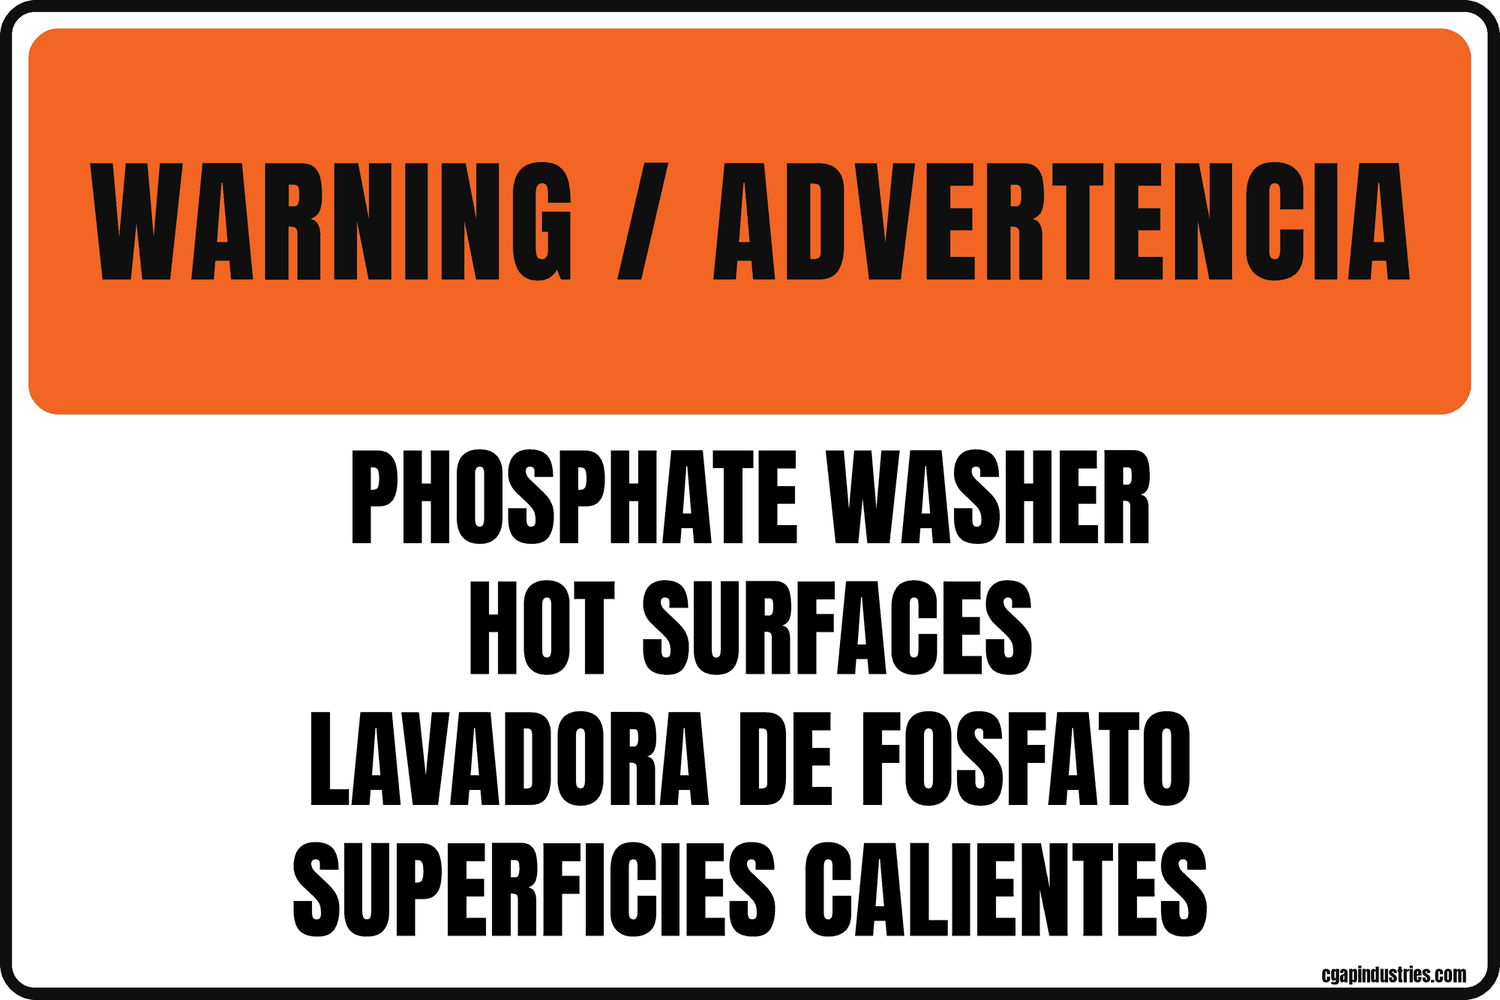 WARNING / ADVERTENCIA
PHOSPHATE WASHER
HOT SURFACES
LAVADORA DE FOSFATO
SUPERFICIES CALIENTES
cgapindustries.com